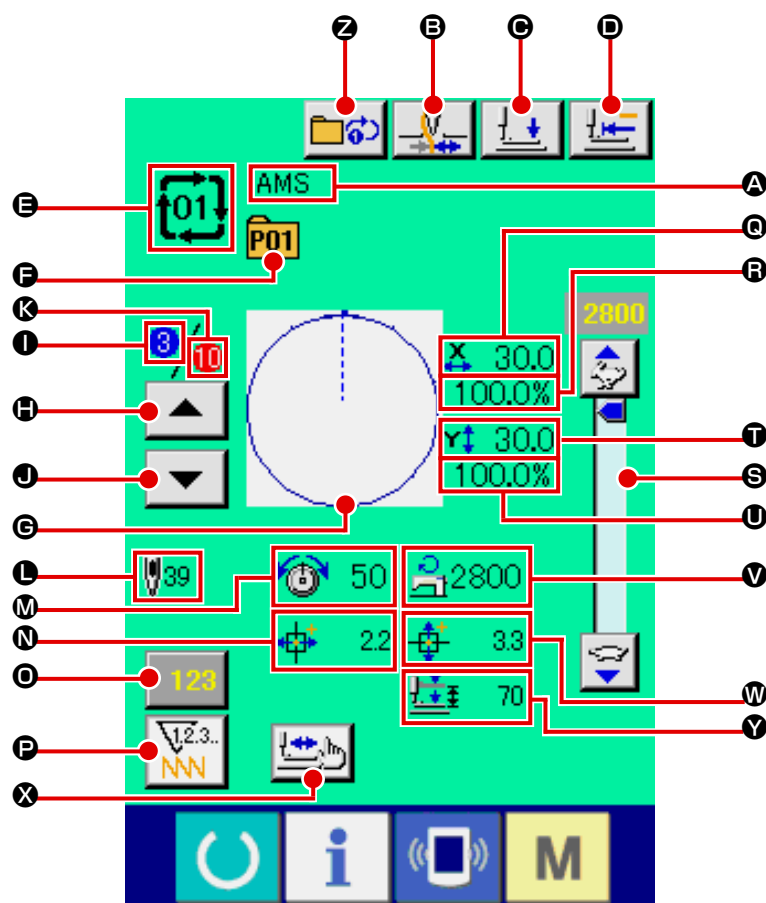 Z B C D
AMS A
E 01
Q
F P01
R
K
2800
I 3 / 10
X 30.0
100.0%
H
T
Y 30.0
J
S
100.0%
G
U
L 39
50
2800 V
M
N 2.2
3.3
O 123
W
70
Y
P 1.2.3..
X
i M